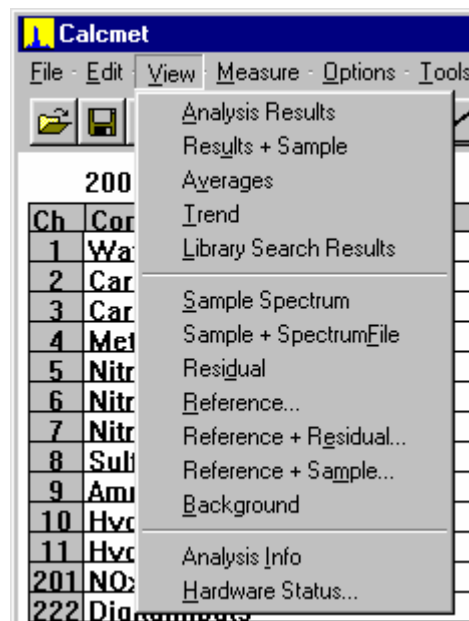 Calcmet
File Edit View Measure Options Tools
Analysis Results
Results + Sample
Averages
Trend
Library Search Results
Sample Spectrum
Sample + SpectrumFile
Residual
Reference...
Reference + Residual...
Reference + Sample...
Background
Analysis Info
Hardware Status...
200
Ch
1
2
3
4
5
6
7
8
9
10
11
201 NOx
222